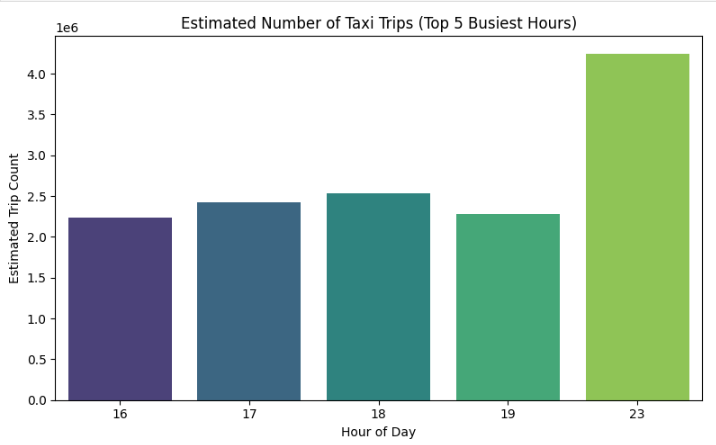 Estimated Number of Taxi Trips (Top 5 Busiest Hours)
1e6
4.0
3.5
3.0
2.5
2.0
1.5
1.0
0.5
0.0
Estimated Trip Count
16 17 18 19 23
Hour of Day